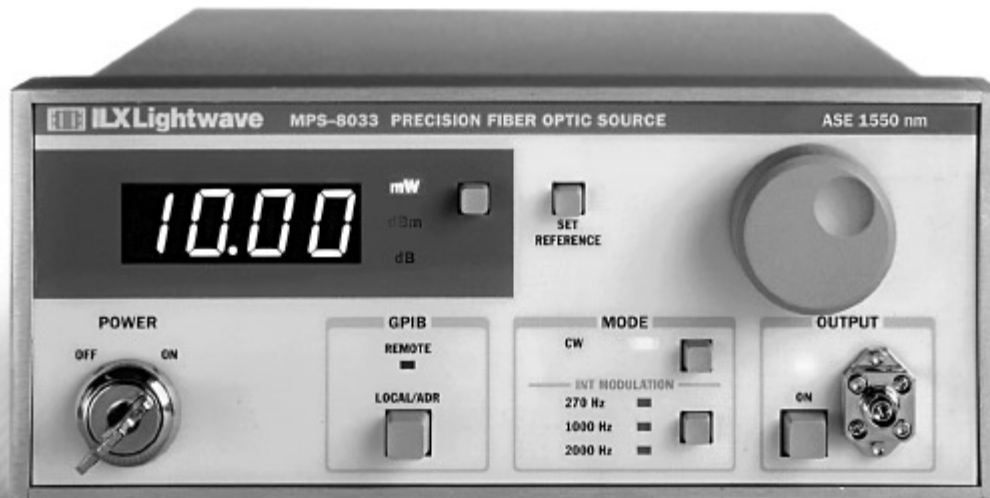 ILX Lightwave MPS-8033 PRECISION FIBER OPTIC SOURCE ASE 1550 nm
10.00
mW
dBm
dB
SET
REFERENCE
POWER
OFF ON
GPIB
REMOTE
LOCAL/ADR
MODE
CW
INT MODULATION
270 Hz
1000 Hz
2000 Hz
OUTPUT
ON